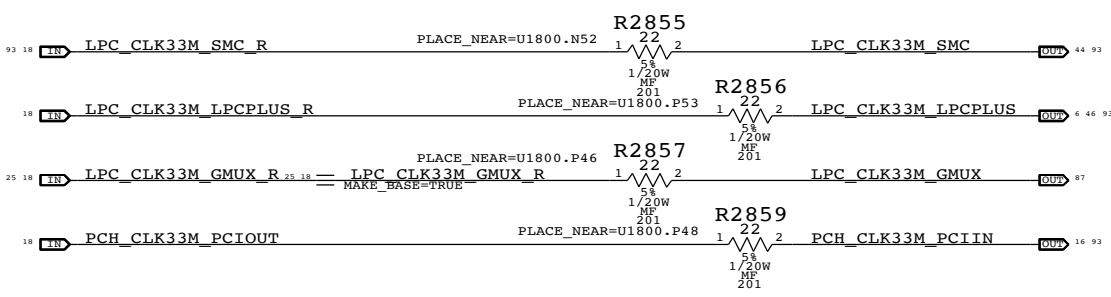 R2855
93 18 IN LPC_CLK33M_SMC_R PLACE_NEAR=U1800.N52 1 22 2 LPC_CLK33M_SMC OUT 44 93
5%
1/20W
MF
201
R2856
18 IN LPC_CLK33M_LPCPLUS_R PLACE_NEAR=U1800.P53 1 22 2 LPC_CLK33M_LPCPLUS OUT 6 46 93
5%
1/20W
MF
201
R2857
25 18 IN LPC_CLK33M_GMUX_R 25 18 LPC_CLK33M_GMUX_R PLACE_NEAR=U1800.P46 1 22 2 LPC_CLK33M_GMUX OUT 87
MAKE_BASE=TRUE
5%
1/20W
MF
201
R2859
18 IN PCH_CLK33M_PCIOUT PLACE_NEAR=U1800.P48 1 22 2 PCH_CLK33M_PCIIN OUT 16 93
5%
1/20W
MF
201